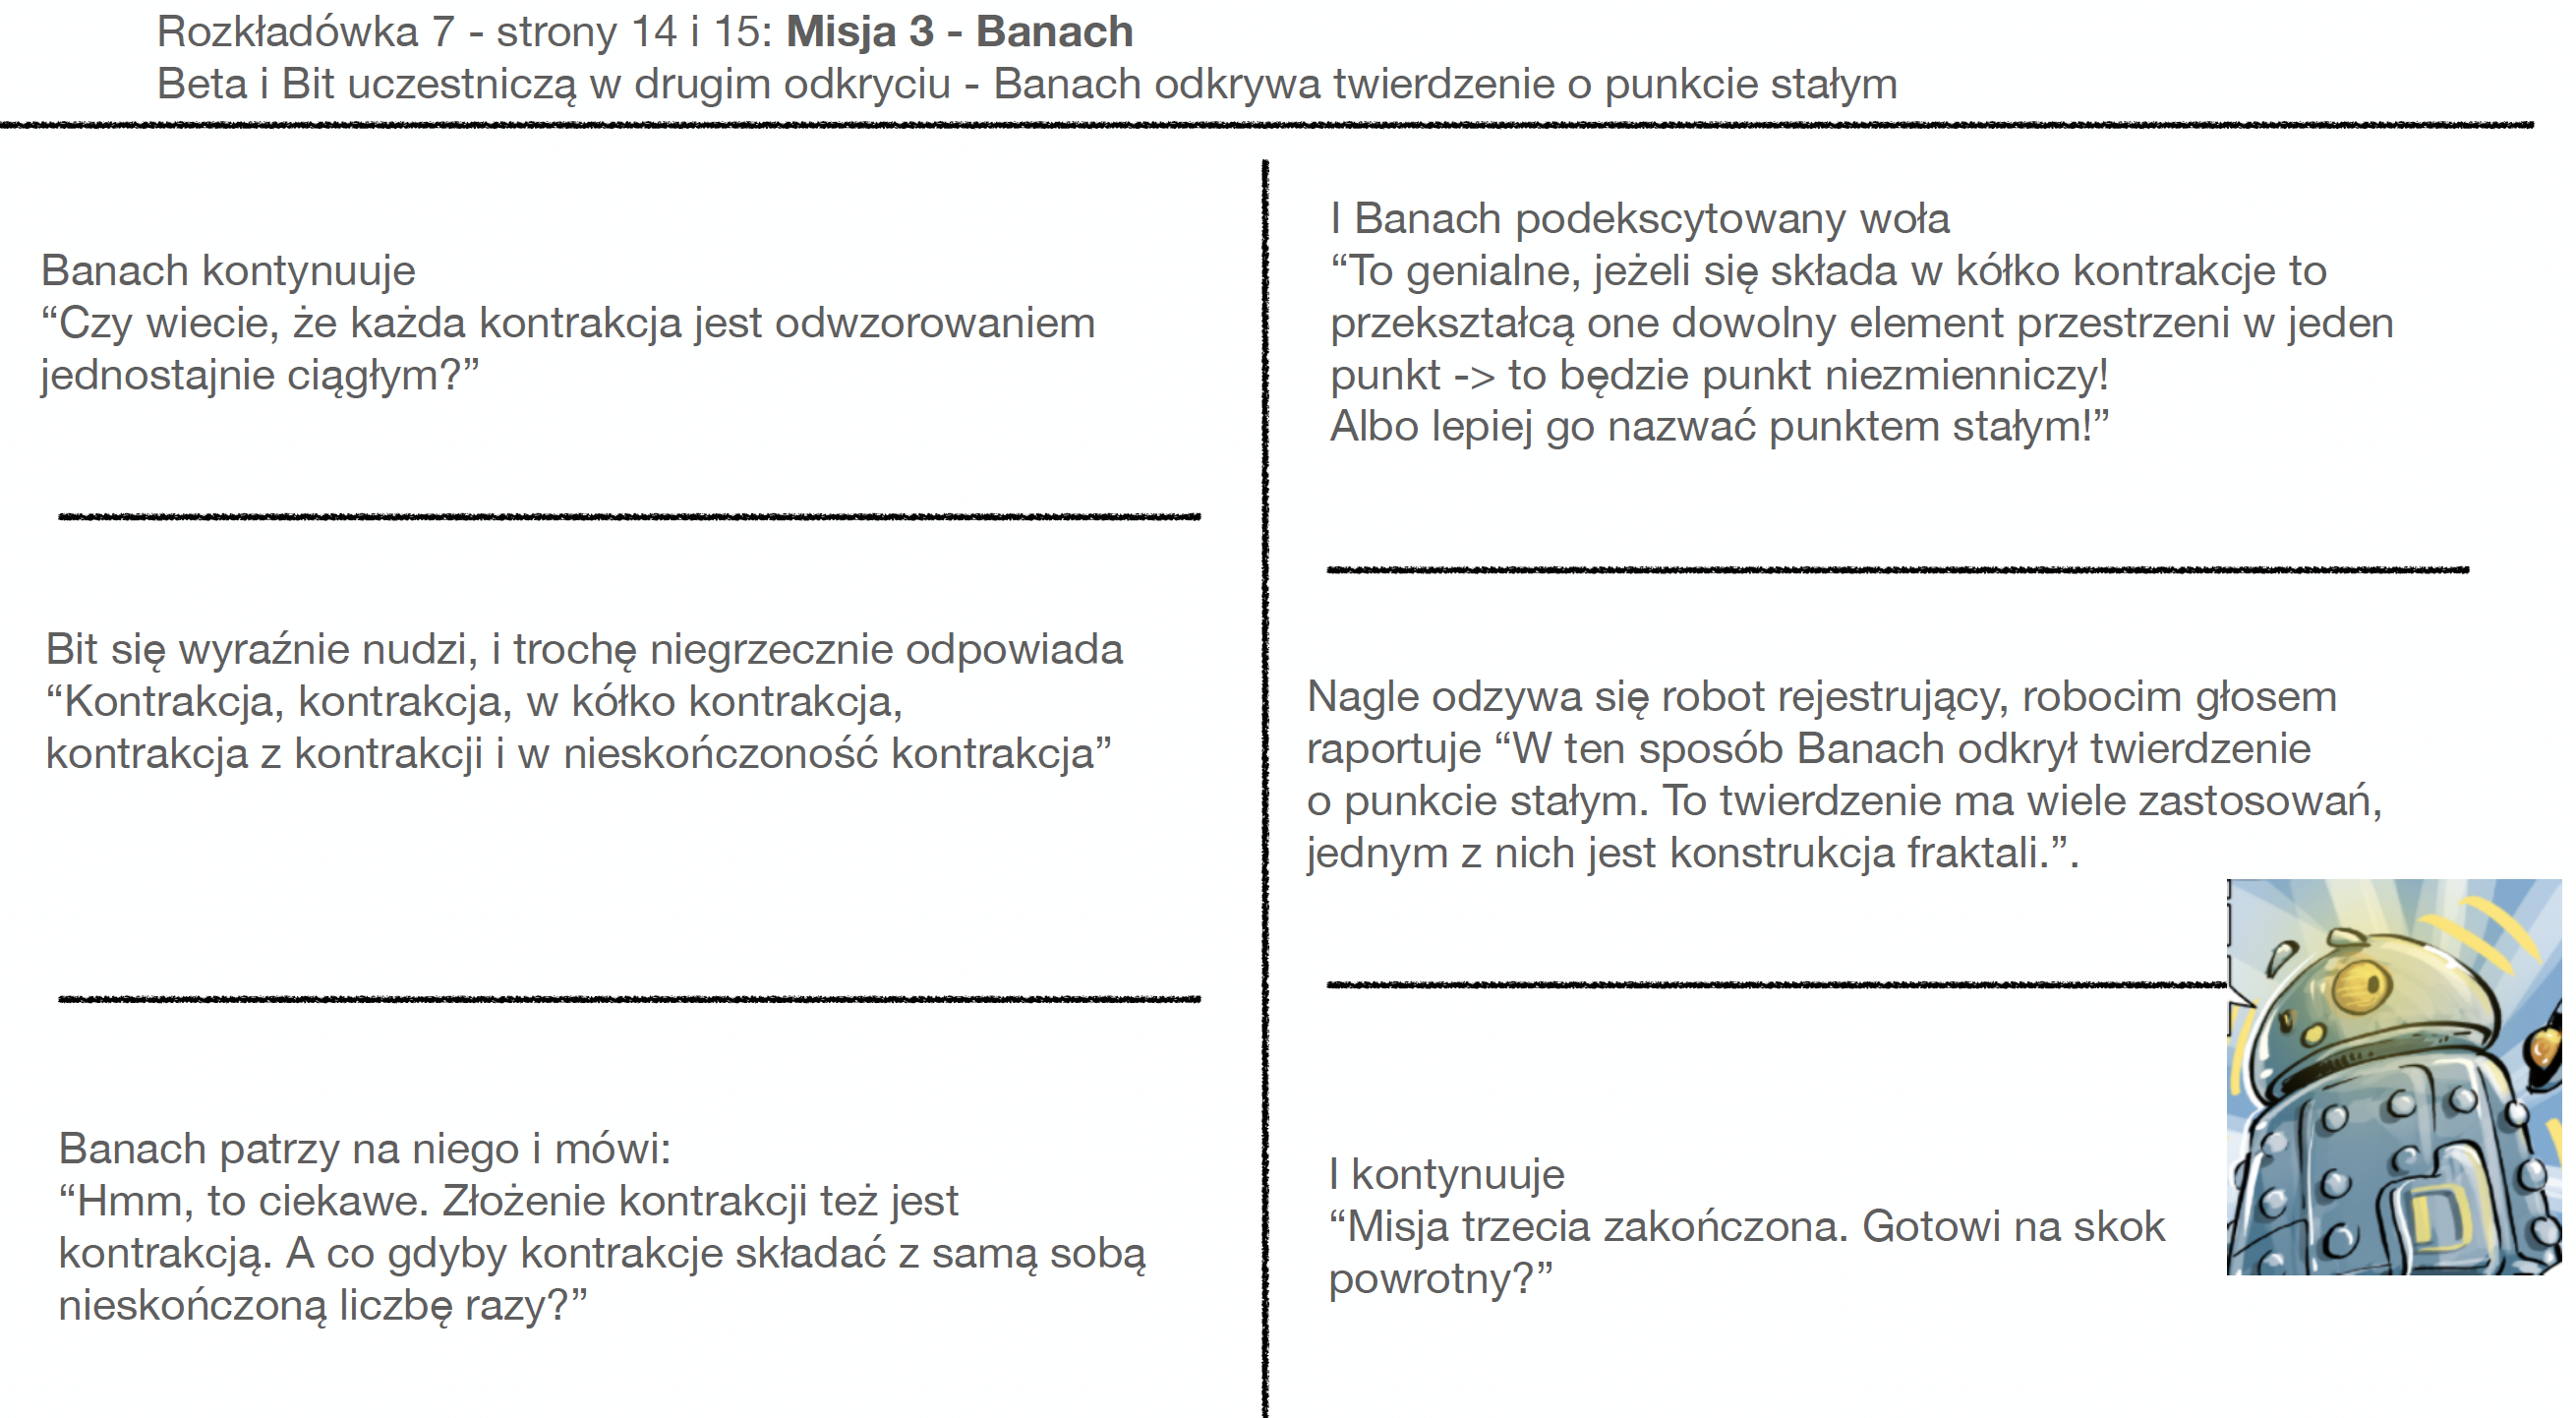 Rozkładówka 7 - strony 14 i 15: Misja 3 - Banach
Beta i Bit uczestniczą w drugim odkryciu - Banach odkrywa twierdzenie o punkcie stałym
Banach kontynuuje
“Czy wiecie, że każda kontrakcja jest odwzorowaniem
jednostajnie ciągłym?”
Bit się wyraźnie nudzi, i trochę niegrzecznie odpowiada
“Kontrakcja, kontrakcja, w kółko kontrakcja,
kontrakcja z kontrakcji i w nieskończoność kontrakcja”
Banach patrzy na niego i mówi:
“Hmm, to ciekawe. Złożenie kontrakcji też jest
kontrakcją. A co gdyby kontrakcje składać z samą sobą
nieskończoną liczbę razy?”
I Banach podekscytowany woła
“To genialne, jeżeli się składa w kółko kontrakcje to
przekształcą one dowolny element przestrzeni w jeden
punkt -> to będzie punkt niezmienniczy!
Albo lepiej go nazwać punktem stałym!”
Nagle odzywa się robot rejestrujący, robocim głosem
raportuje “W ten sposób Banach odkrył twierdzenie
o punkcie stałym. To twierdzenie ma wiele zastosowań,
jednym z nich jest konstrukcja fraktali.”.
I kontynuuje
“Misja trzecia zakończona. Gotowi na skok
powrotny?”
D